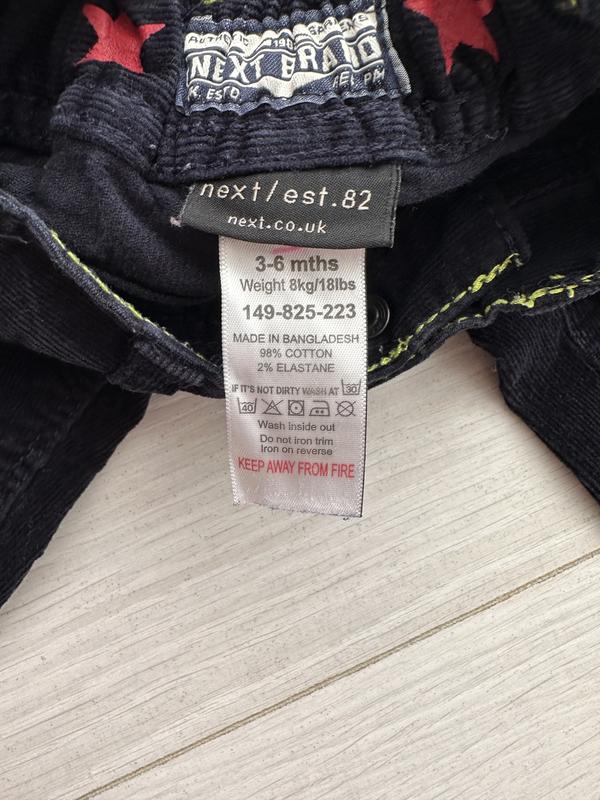 NEXT BRAND
K. ESTD
next/est.82
next.co.uk
3-6 mths
Weight 8kg/18lbs
149-825-223
MADE IN BANGLADESH
98% COTTON
2% ELASTANE
IF IT'S NOT DIRTY WASH AT 30
40
Wash inside out
Do not iron trim
Iron on reverse
KEEP AWAY FROM FIRE